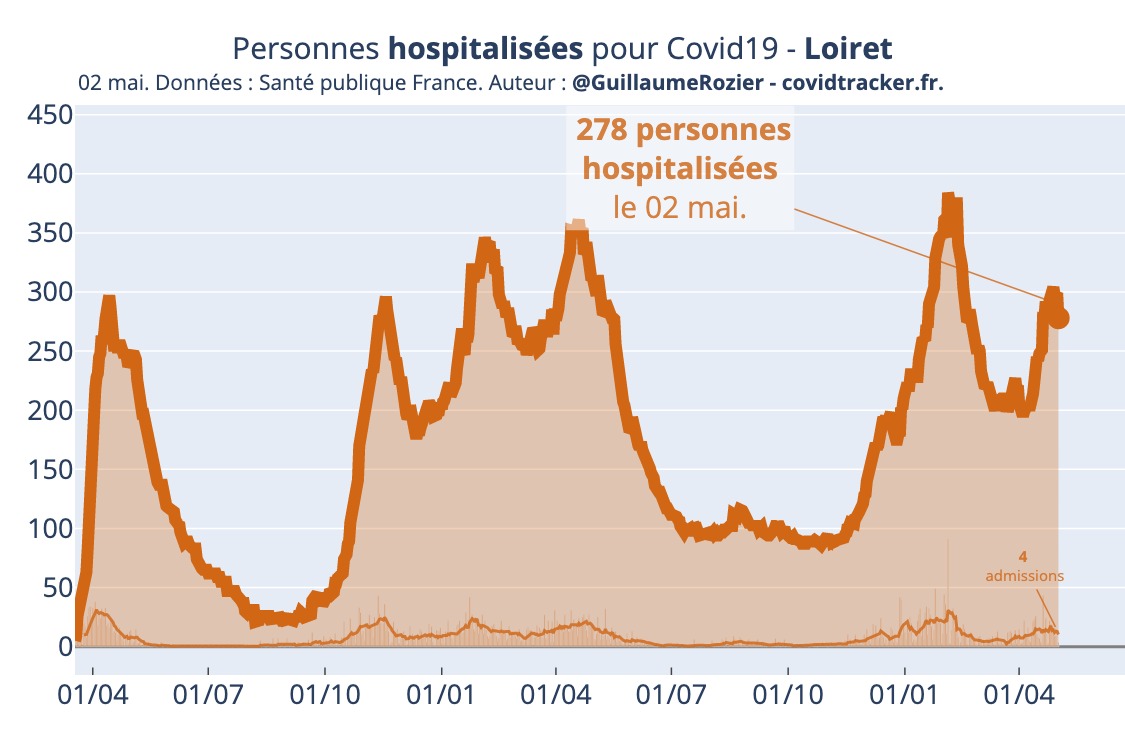 Personnes hospitalisées pour Covid19 - Loiret
02 mai. Données : Santé publique France. Auteur : @GuillaumeRozier - covidtracker.fr.
450
278 personnes
hospitalisées
le 02 mai.
400
350
300
250
200
150
100
50
0
4
admissions
01/04 01/07 01/10 01/01 01/04 01/07 01/10 01/01 01/04